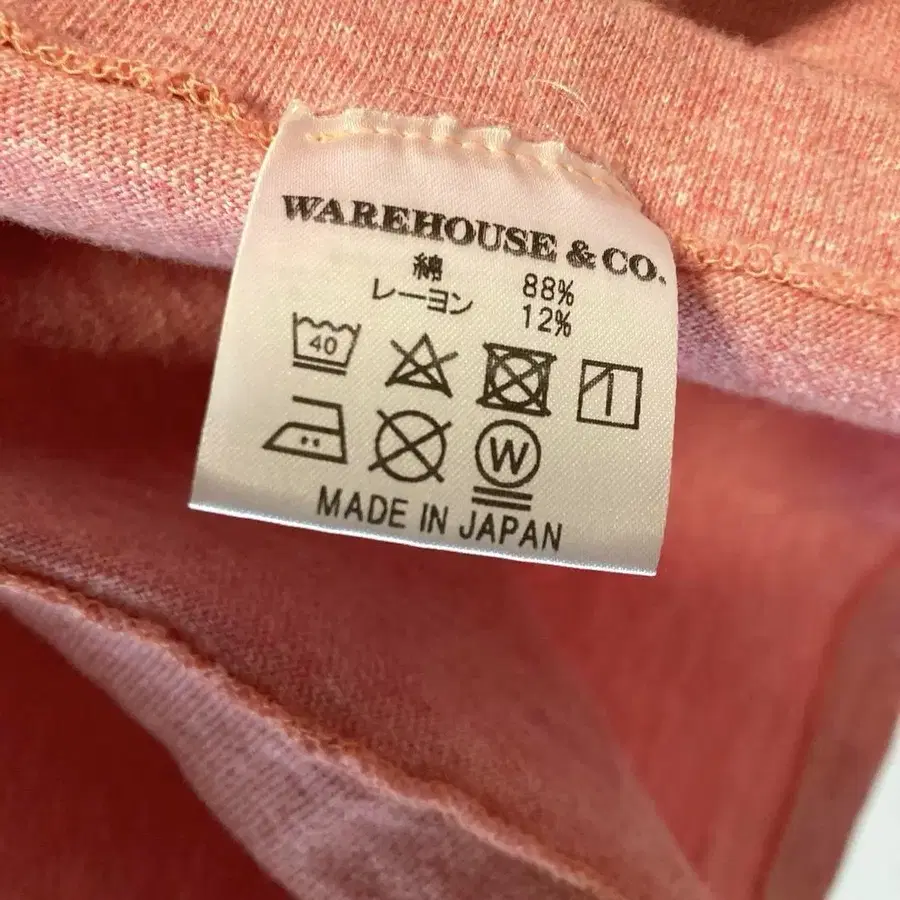 WAREHOUSE & CO.
綿 88%
レーヨン 12%
40
W
MADE IN JAPAN